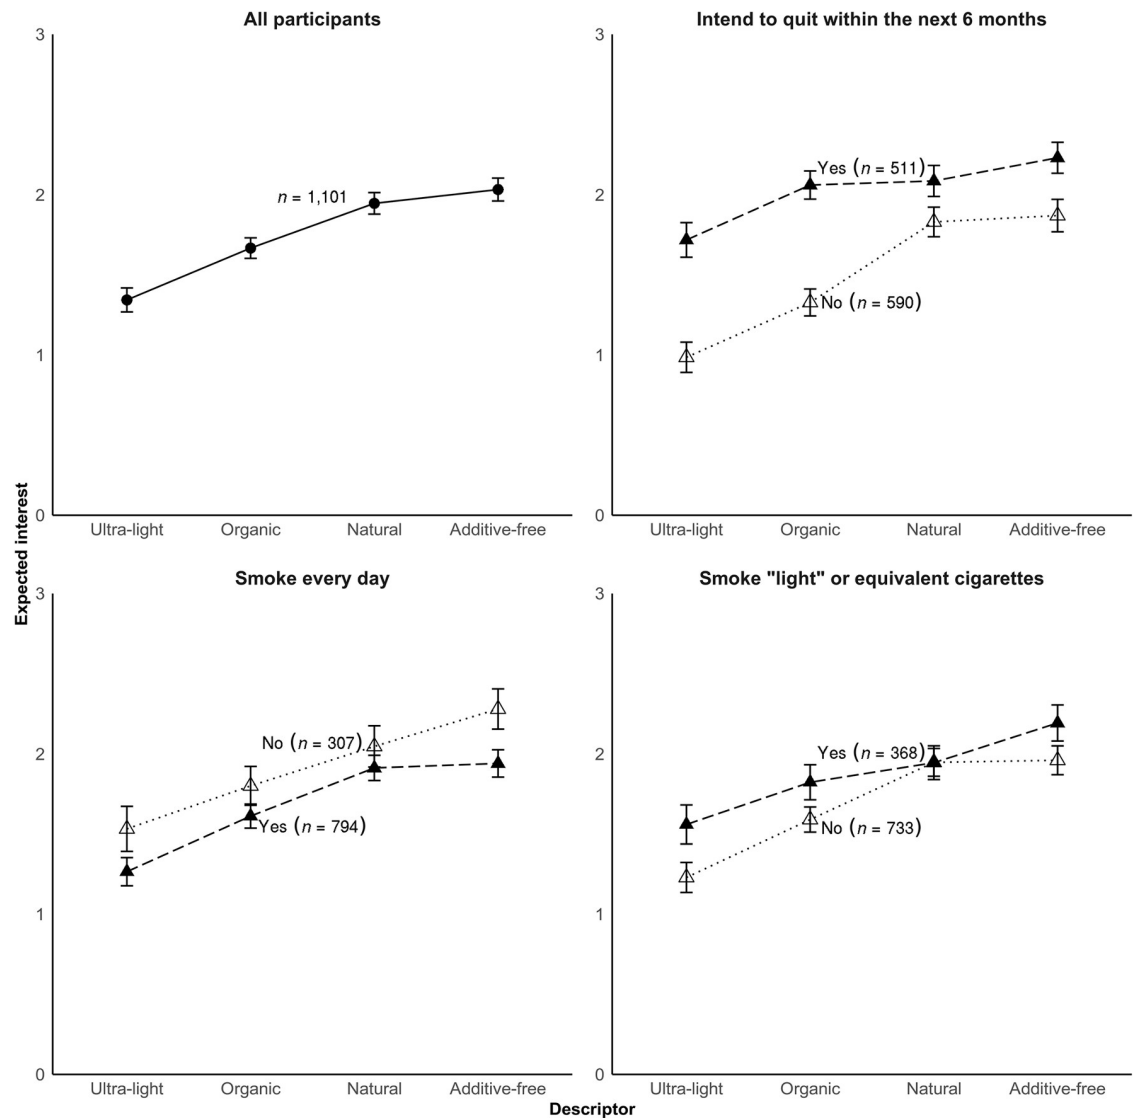 All participants
3
2
1
0
n = 1,101
Ultra-light Organic Natural Additive-free
Intend to quit within the next 6 months
3
2
1
0
Yes (n = 511)
No (n = 590)
Ultra-light Organic Natural Additive-free
Expected interest
Smoke every day
3
2
1
0
No (n = 307)
Yes (n = 794)
Ultra-light Organic Natural Additive-free
Smoke "light" or equivalent cigarettes
3
2
1
0
Yes (n = 368)
No (n = 733)
Ultra-light Organic Natural Additive-free
Descriptor